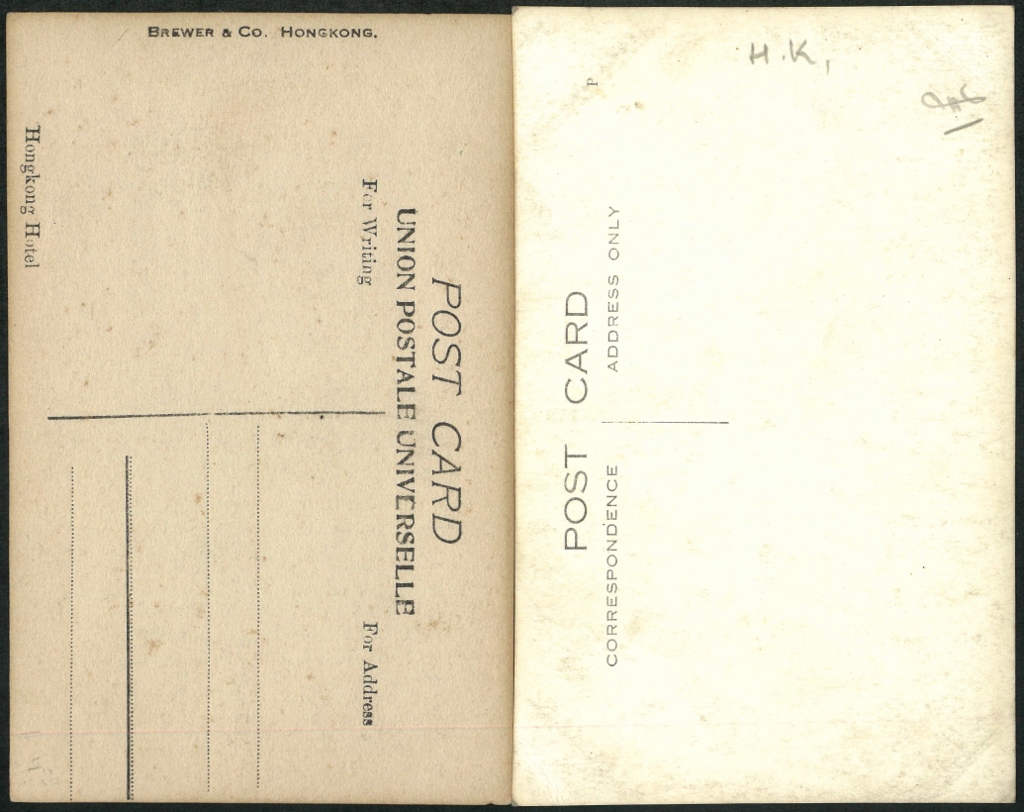 BREWER & CO. HONGKONG.
Hongkong Hotel
POST CARD
UNION POSTALE UNIVERSELLE
For Writing
For Address
H.K,
P
POST CARD
CORRESPONDENCE
ADDRESS ONLY